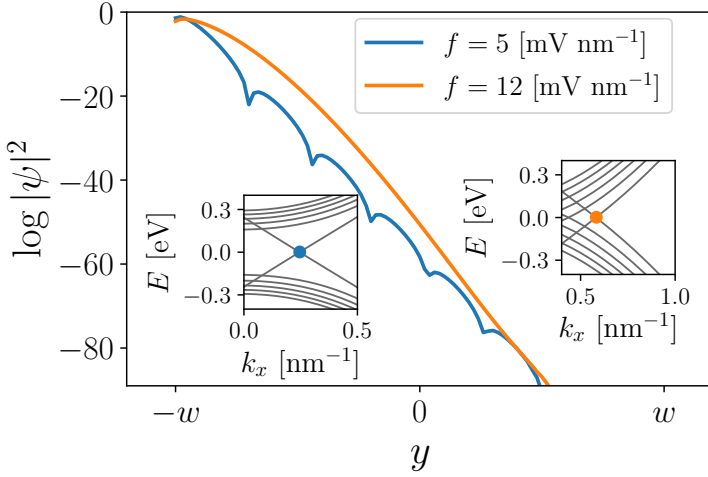 0
−20
−40
−60
−80
log |ψ|²
f = 5 [mV nm⁻¹]
f = 12 [mV nm⁻¹]
0.3
0.0
−0.3
E [eV]
0.0
0.5
kₓ [nm⁻¹]
0.3
0.0
−0.3
E [eV]
0.5
1.0
kₓ [nm⁻¹]
−w
0
w
y